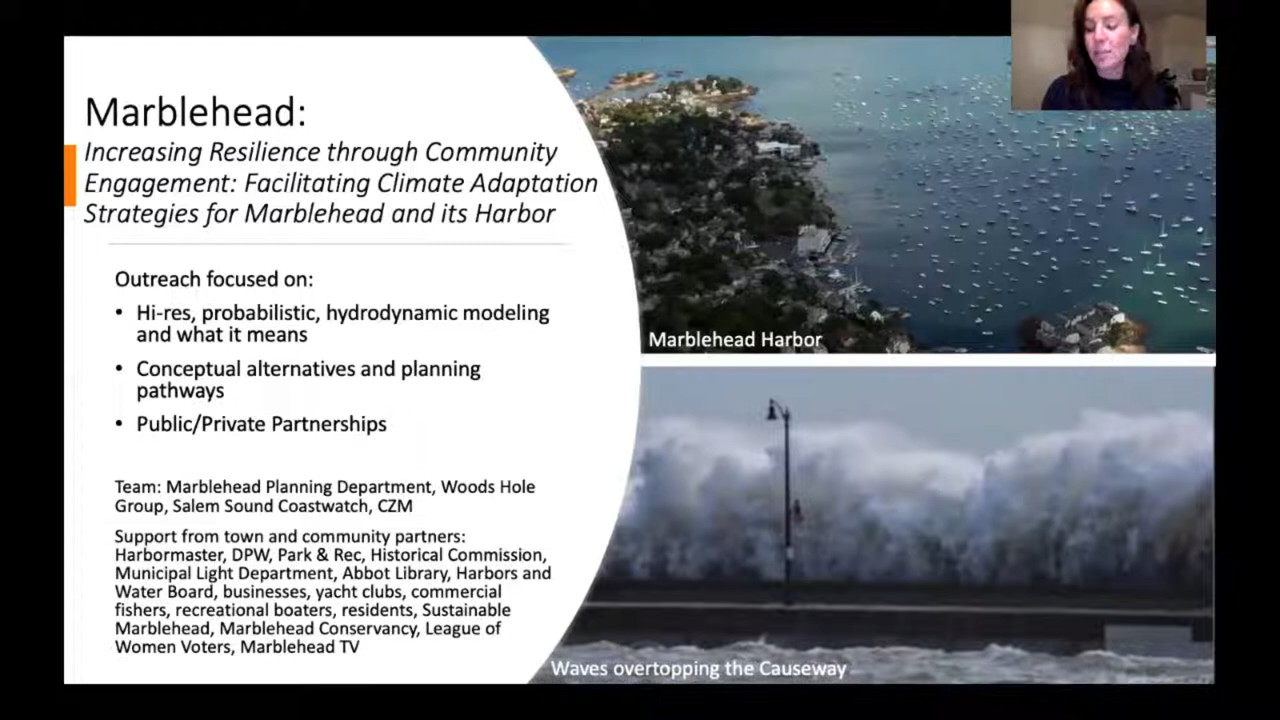 Marblehead:
Increasing Resilience through Community
Engagement: Facilitating Climate Adaptation
Strategies for Marblehead and its Harbor
Outreach focused on:
• Hi-res, probabilistic, hydrodynamic modeling
and what it means
• Conceptual alternatives and planning
pathways
• Public/Private Partnerships
Team: Marblehead Planning Department, Woods Hole
Group, Salem Sound Coastwatch, CZM
Support from town and community partners:
Harbormaster, DPW, Park & Rec, Historical Commission,
Municipal Light Department, Abbot Library, Harbors and
Water Board, businesses, yacht clubs, commercial
fishers, recreational boaters, residents, Sustainable
Marblehead, Marblehead Conservancy, League of
Women Voters, Marblehead TV
Marblehead Harbor
Waves overtopping the Causeway